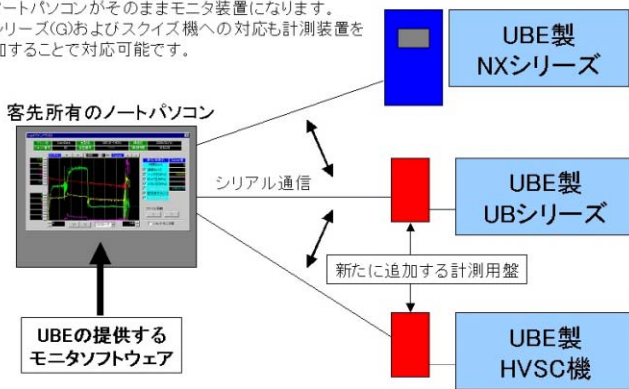 ノートパソコンがそのままモニタ装置になります。
シリーズ(G)およびスクイズ機への対応も計測装置を
加することで対応可能です。
客先所有のノートパソコン
シリアル通信
UBE製
NXシリーズ
UBE製
UBシリーズ
新たに追加する計測用盤
UBE製
HVSC機
UBEの提供する
モニタソフトウェア